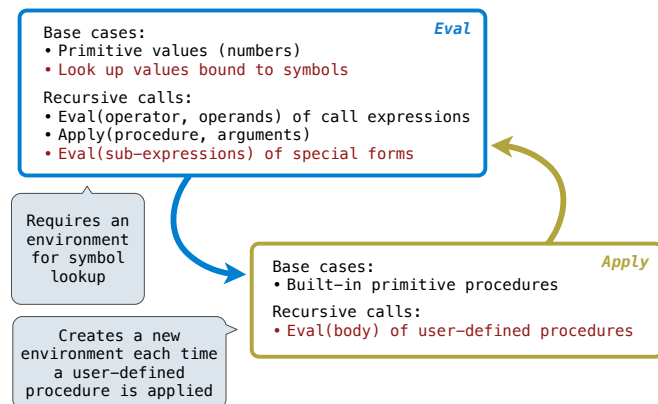 Eval
Base cases:
• Primitive values (numbers)
• Look up values bound to symbols
Recursive calls:
• Eval(operator, operands) of call expressions
• Apply(procedure, arguments)
• Eval(sub-expressions) of special forms
Requires an
environment
for symbol
lookup
Apply
Base cases:
• Built-in primitive procedures
Recursive calls:
• Eval(body) of user-defined procedures
Creates a new
environment each time
a user-defined
procedure is applied